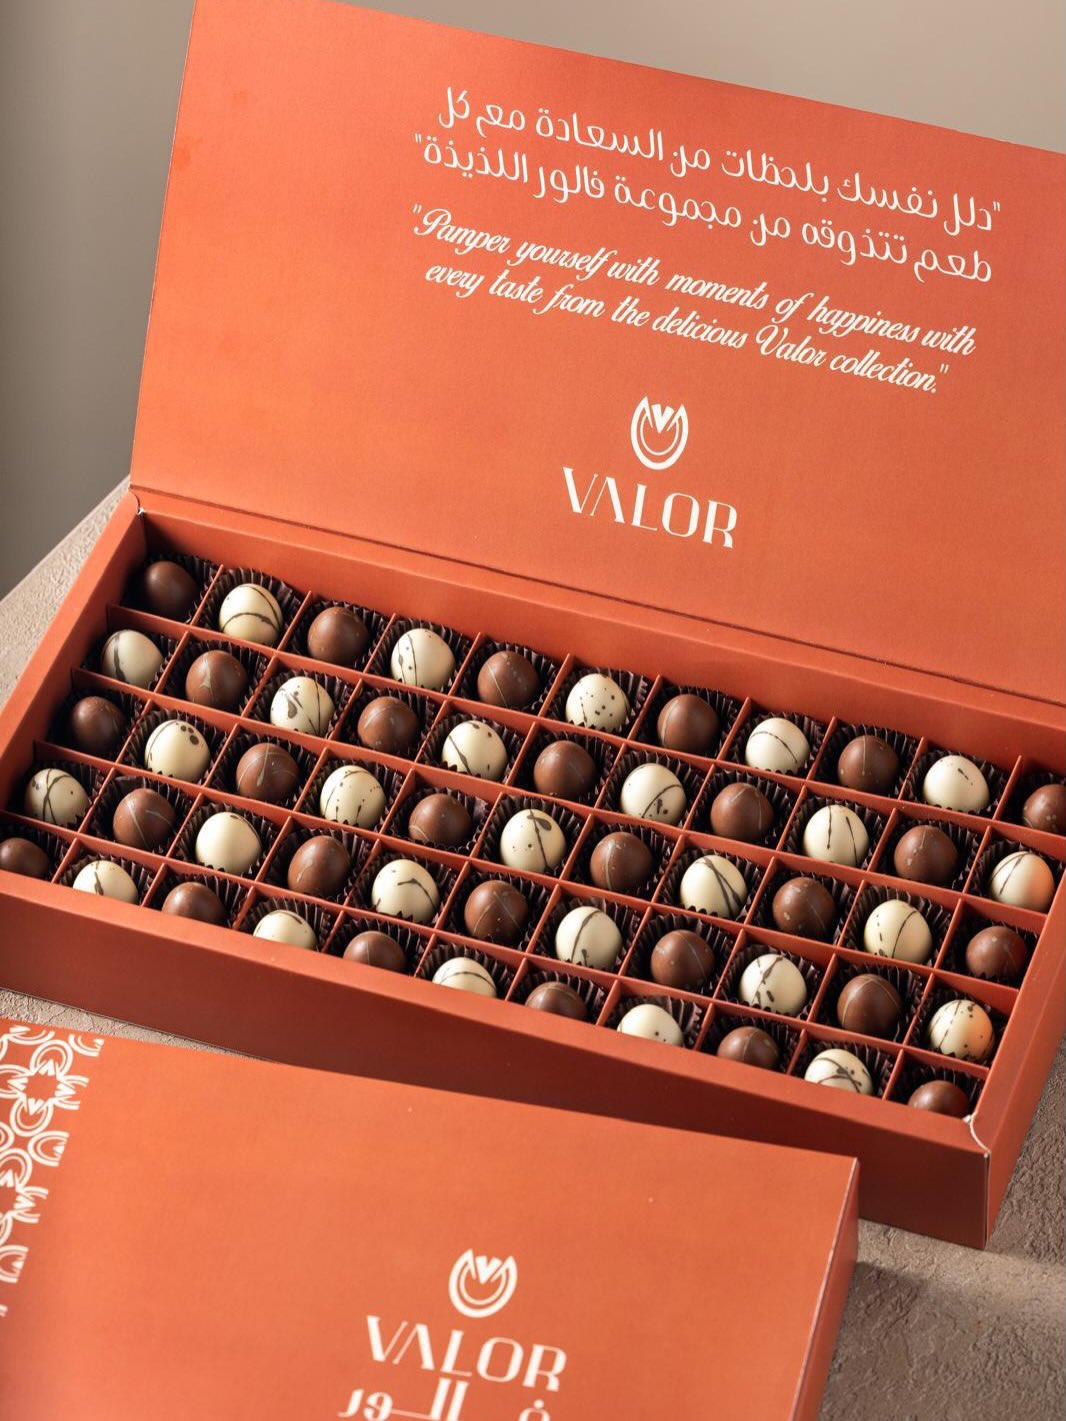 "دلل نفسك بلحظات من السعادة مع كل
طعم تتذوقه من مجموعة فالور اللذيذة"
"Pamper yourself with moments of happiness with
every taste from the delicious Valor collection."
VALOR
VALOR
فالور